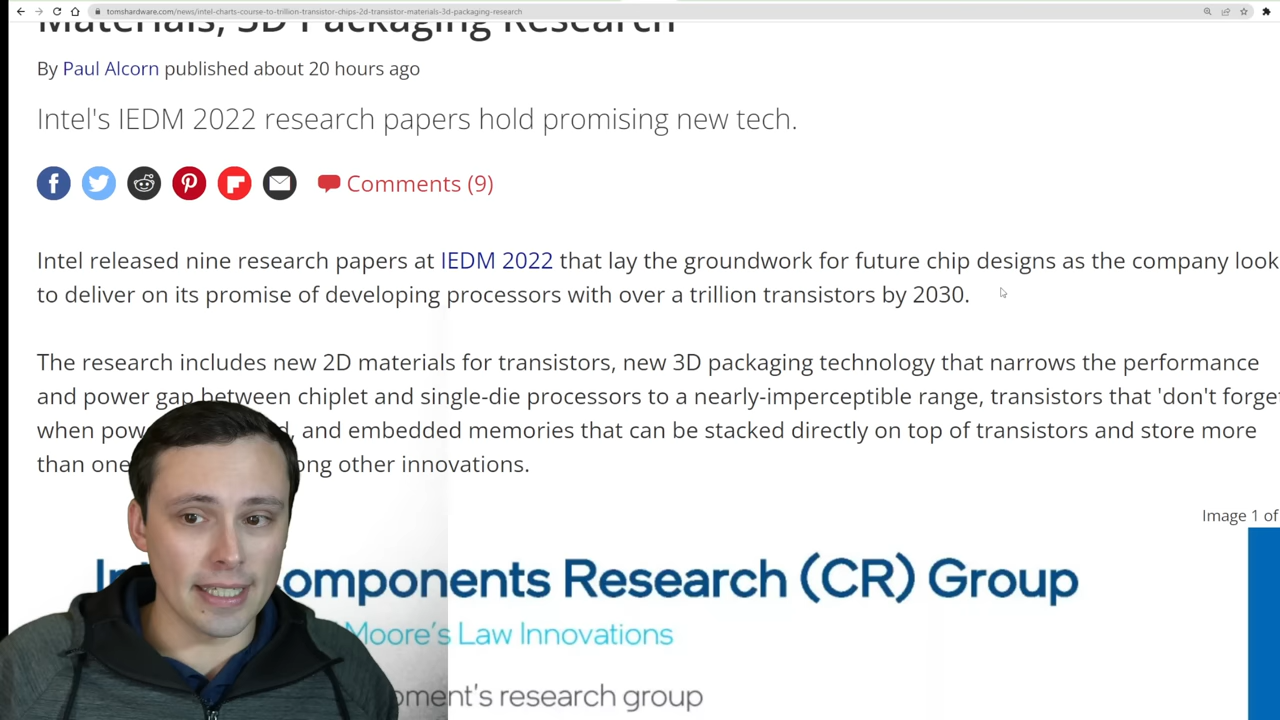 tomshardware.com/news/intel-charts-course-to-trillion-transistor-chips-2d-transistor-materials-3d-packaging-research
Materials, 3D Packaging Research
By Paul Alcorn published about 20 hours ago
Intel's IEDM 2022 research papers hold promising new tech.
Comments (9)
Intel released nine research papers at IEDM 2022 that lay the groundwork for future chip designs as the company look
to deliver on its promise of developing processors with over a trillion transistors by 2030.
The research includes new 2D materials for transistors, new 3D packaging technology that narrows the performance
and power gap between chiplet and single-die processors to a nearly-imperceptible range, transistors that 'don't forge
when and embedded memories that can be stacked directly on top of transistors and store more
than one other innovations.
Image 1 of
omponents Research (CR) Group
Moore's Law Innovations
research group